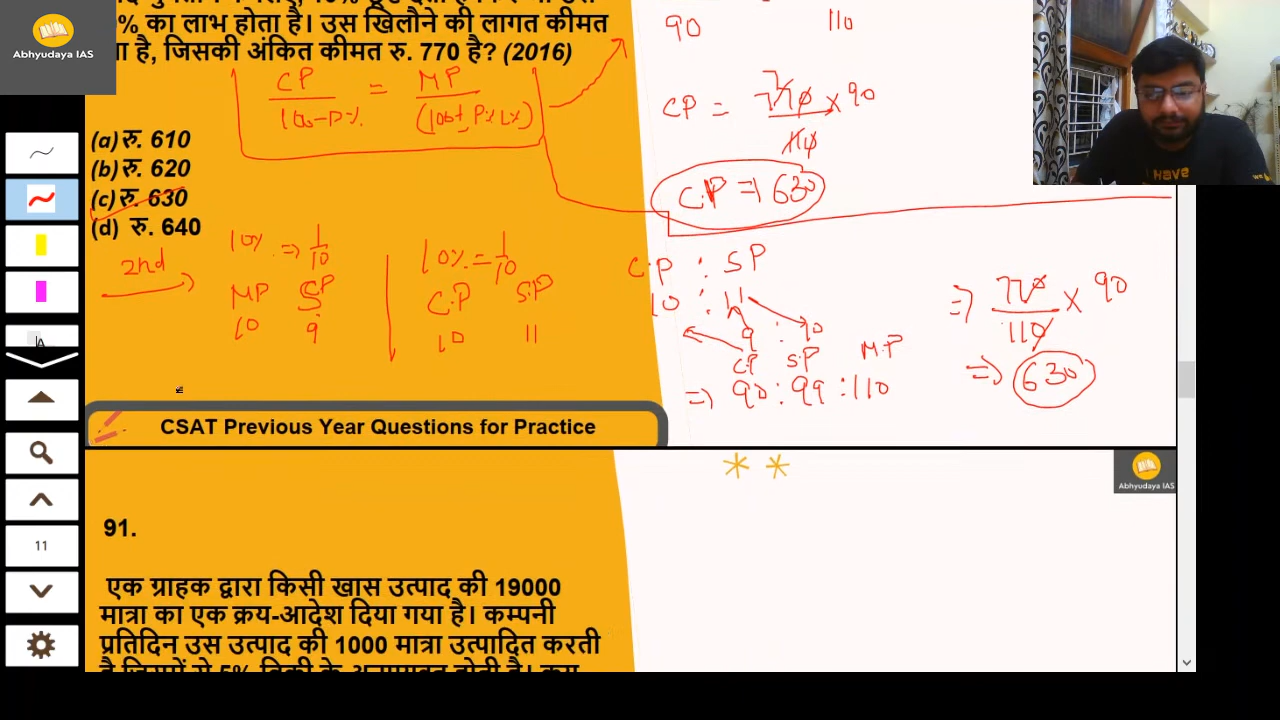 Abhyudaya IAS
% का लाभ होता है। उस खिलौने की लागत कीमत
है, जिसकी अंकित कीमत रु. 770 है? (2016)
90 110
CP / 100-D% = MP / (100± P%L%)
CP = 770 × 90 / 110
(a) रु. 610
(b) रु. 620
(c) रु. 630
(d) रु. 640
C.P = 630
2nd
10% => 1/10
MP SP
10 9
10% = 1/10
C.P S.P
10 11
C.P : S P
10 : 11
9 : 10
C.P S.P M.P
=> 90 : 99 : 110
=> 770 / 110 × 90
=> 630
CSAT Previous Year Questions for Practice
* *
Abhyudaya IAS
91.
एक ग्राहक द्वारा किसी खास उत्पाद की 19000
मात्रा का एक क्रय-आदेश दिया गया है। कम्पनी
प्रतिदिन उस उत्पाद की 1000 मात्रा उत्पादित करती
11
I HAVE